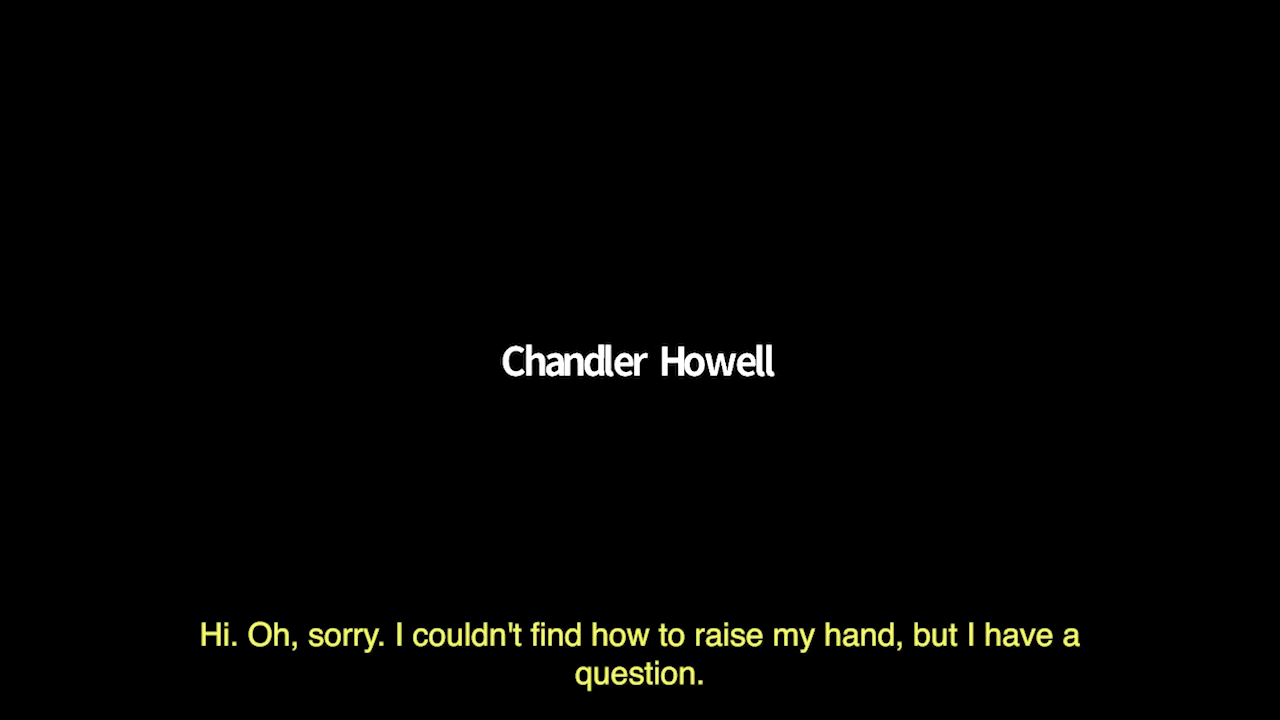 Chandler Howell
Hi. Oh, sorry. I couldn't find how to raise my hand, but I have a
question.